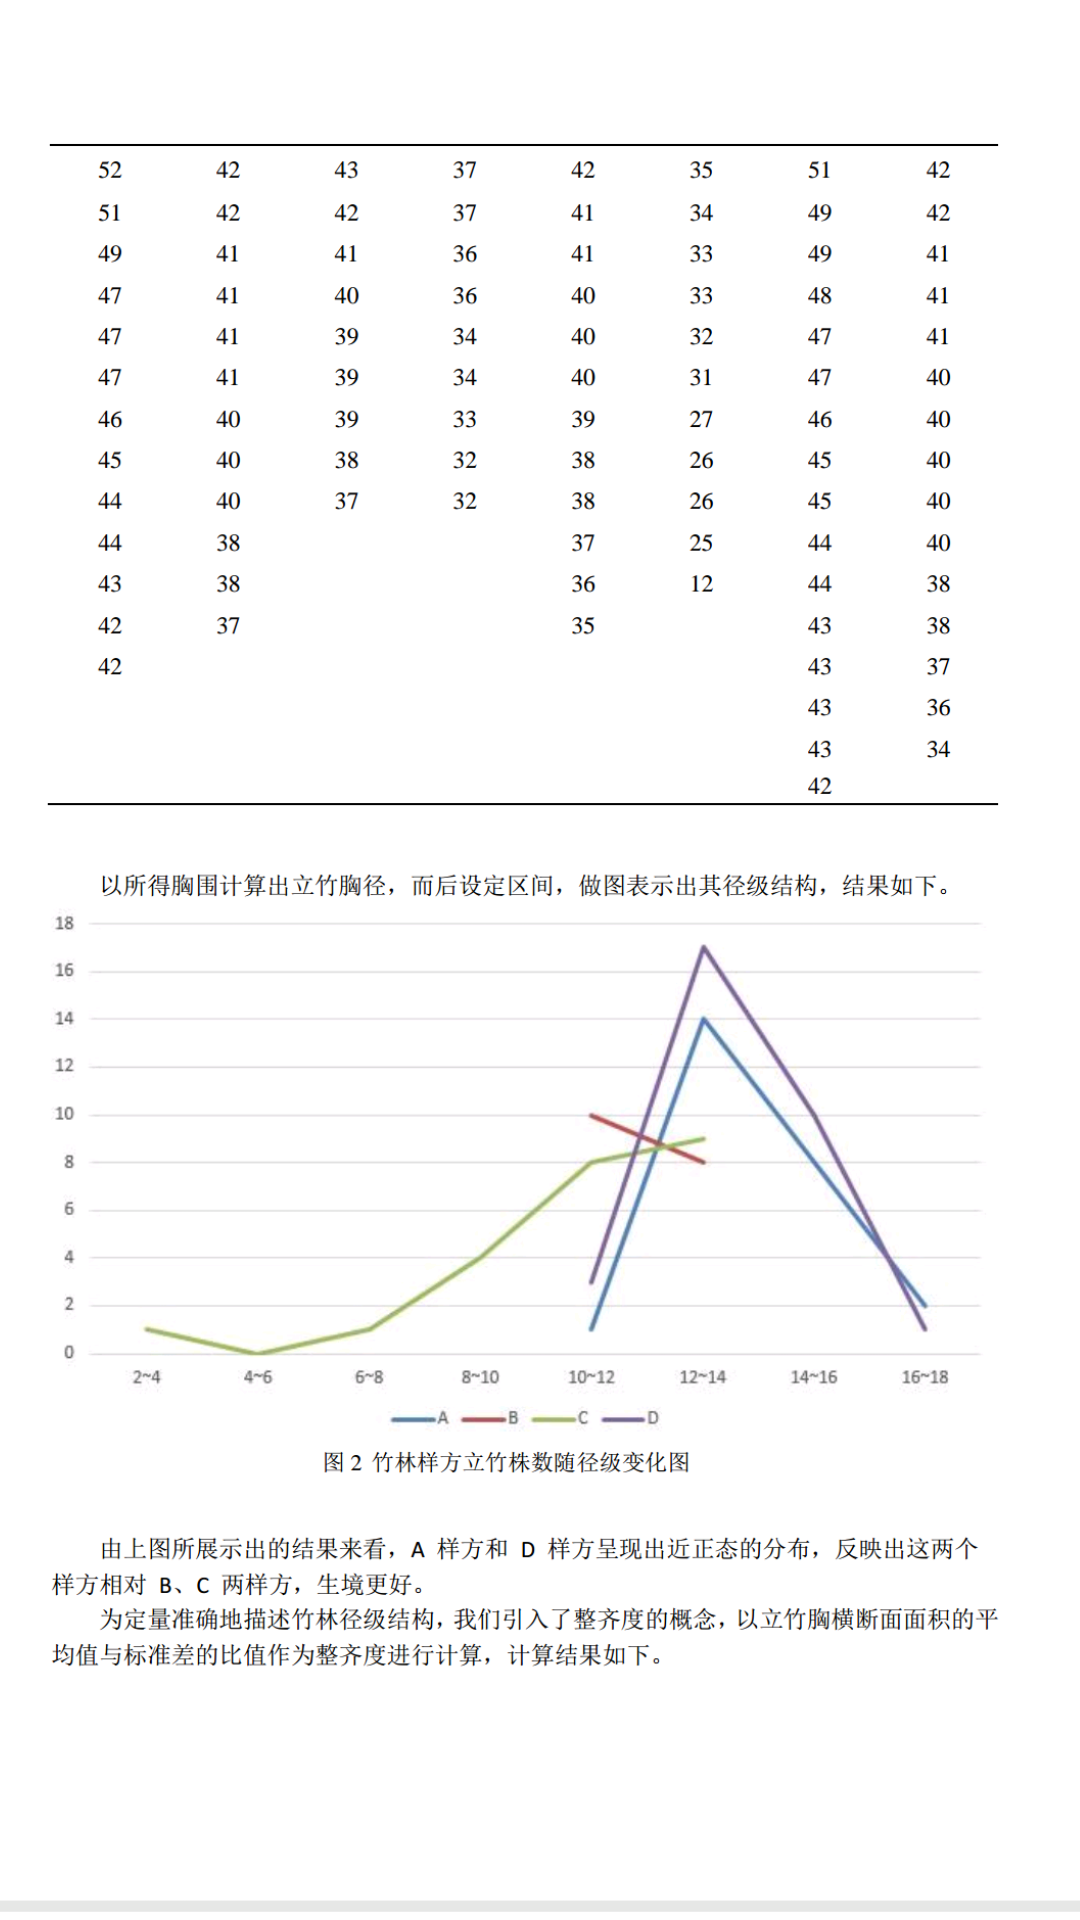 52 42 43 37 42 35 51 42
51 42 42 37 41 34 49 42
49 41 41 36 41 33 49 41
47 41 40 36 40 33 48 41
47 41 39 34 40 32 47 41
47 41 39 34 40 31 47 40
46 40 39 33 39 27 46 40
45 40 38 32 38 26 45 40
44 40 37 32 38 26 45 40
44 38 37 25 44 40
43 38 36 12 44 38
42 37 35 43 38
42 43 37
43 36
43 34
42
以所得胸围计算出立竹胸径，而后设定区间，做图表示出其径级结构，结果如下。
18
16
14
12
10
8
6
4
2
0
2~4 4~6 6~8 8~10 10~12 12~14 14~16 16~18
A B C D
图 2 竹林样方立竹株数随径级变化图
由上图所展示出的结果来看，A 样方和 D 样方呈现出近正态的分布，反映出这两个
样方相对 B、C 两样方，生境更好。
为定量准确地描述竹林径级结构，我们引入了整齐度的概念，以立竹胸横断面面积的平
均值与标准差的比值作为整齐度进行计算，计算结果如下。